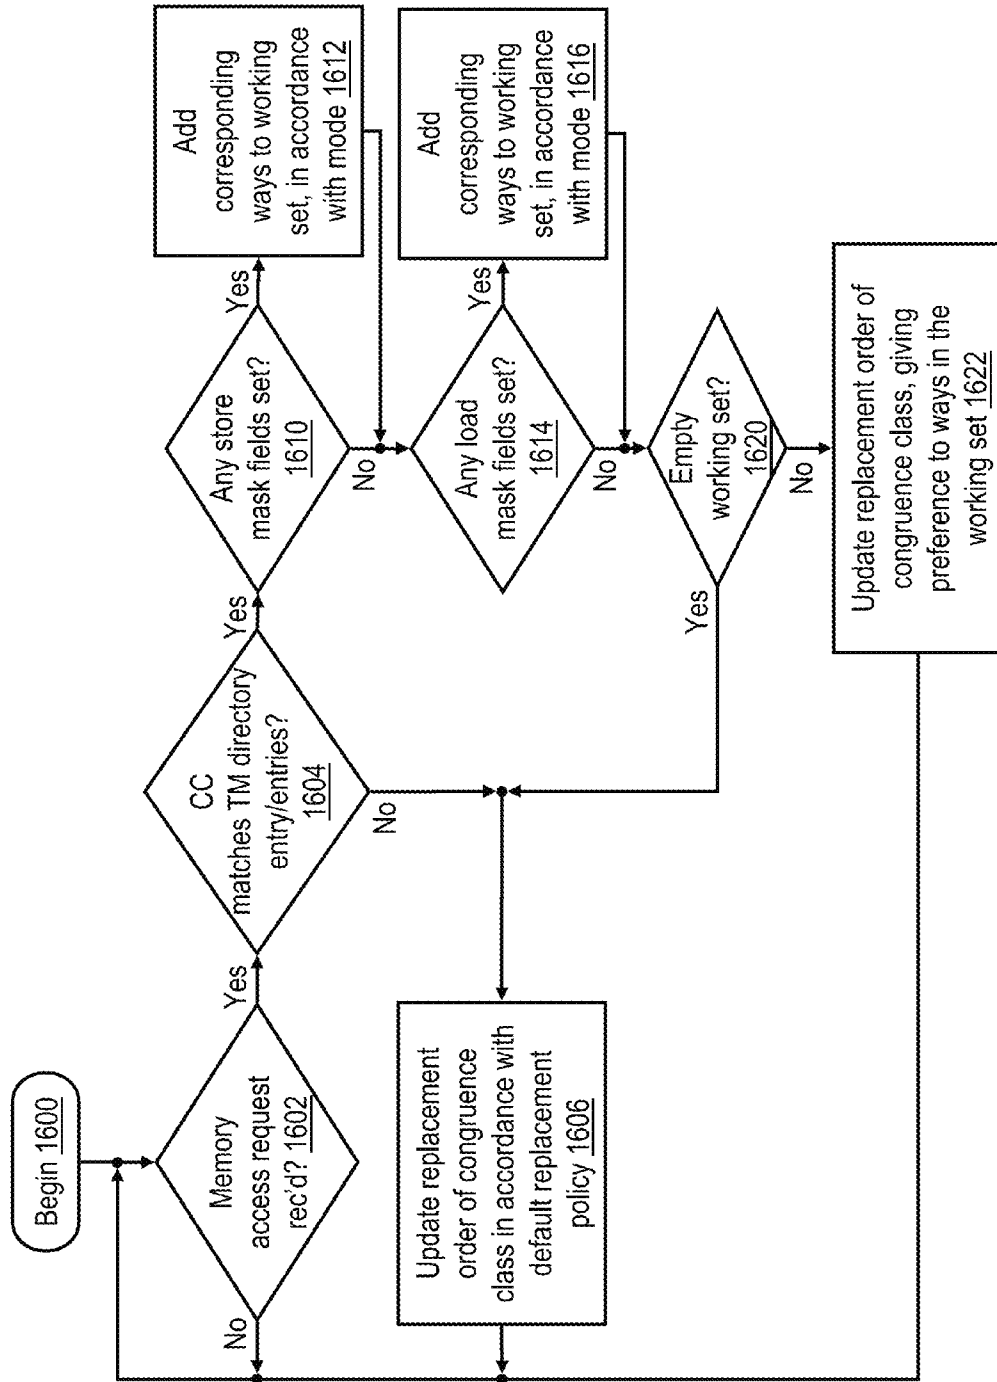 Begin 1600
Memory
access request
rec'd? 1602
No
Yes
CC
matches TM directory
entry/entries?
1604
Yes
No
Any store
mask fields set?
1610
Yes
No
Add
corresponding
ways to working
set, in accordance
with mode 1612
Any load
mask fields set?
1614
Yes
No
Add
corresponding
ways to working
set, in accordance
with mode 1616
Empty
working set?
1620
Yes
No
Update replacement
order of congruence
class in accordance with
default replacement
policy 1606
Update replacement order of
congruence class, giving
preference to ways in the
working set 1622